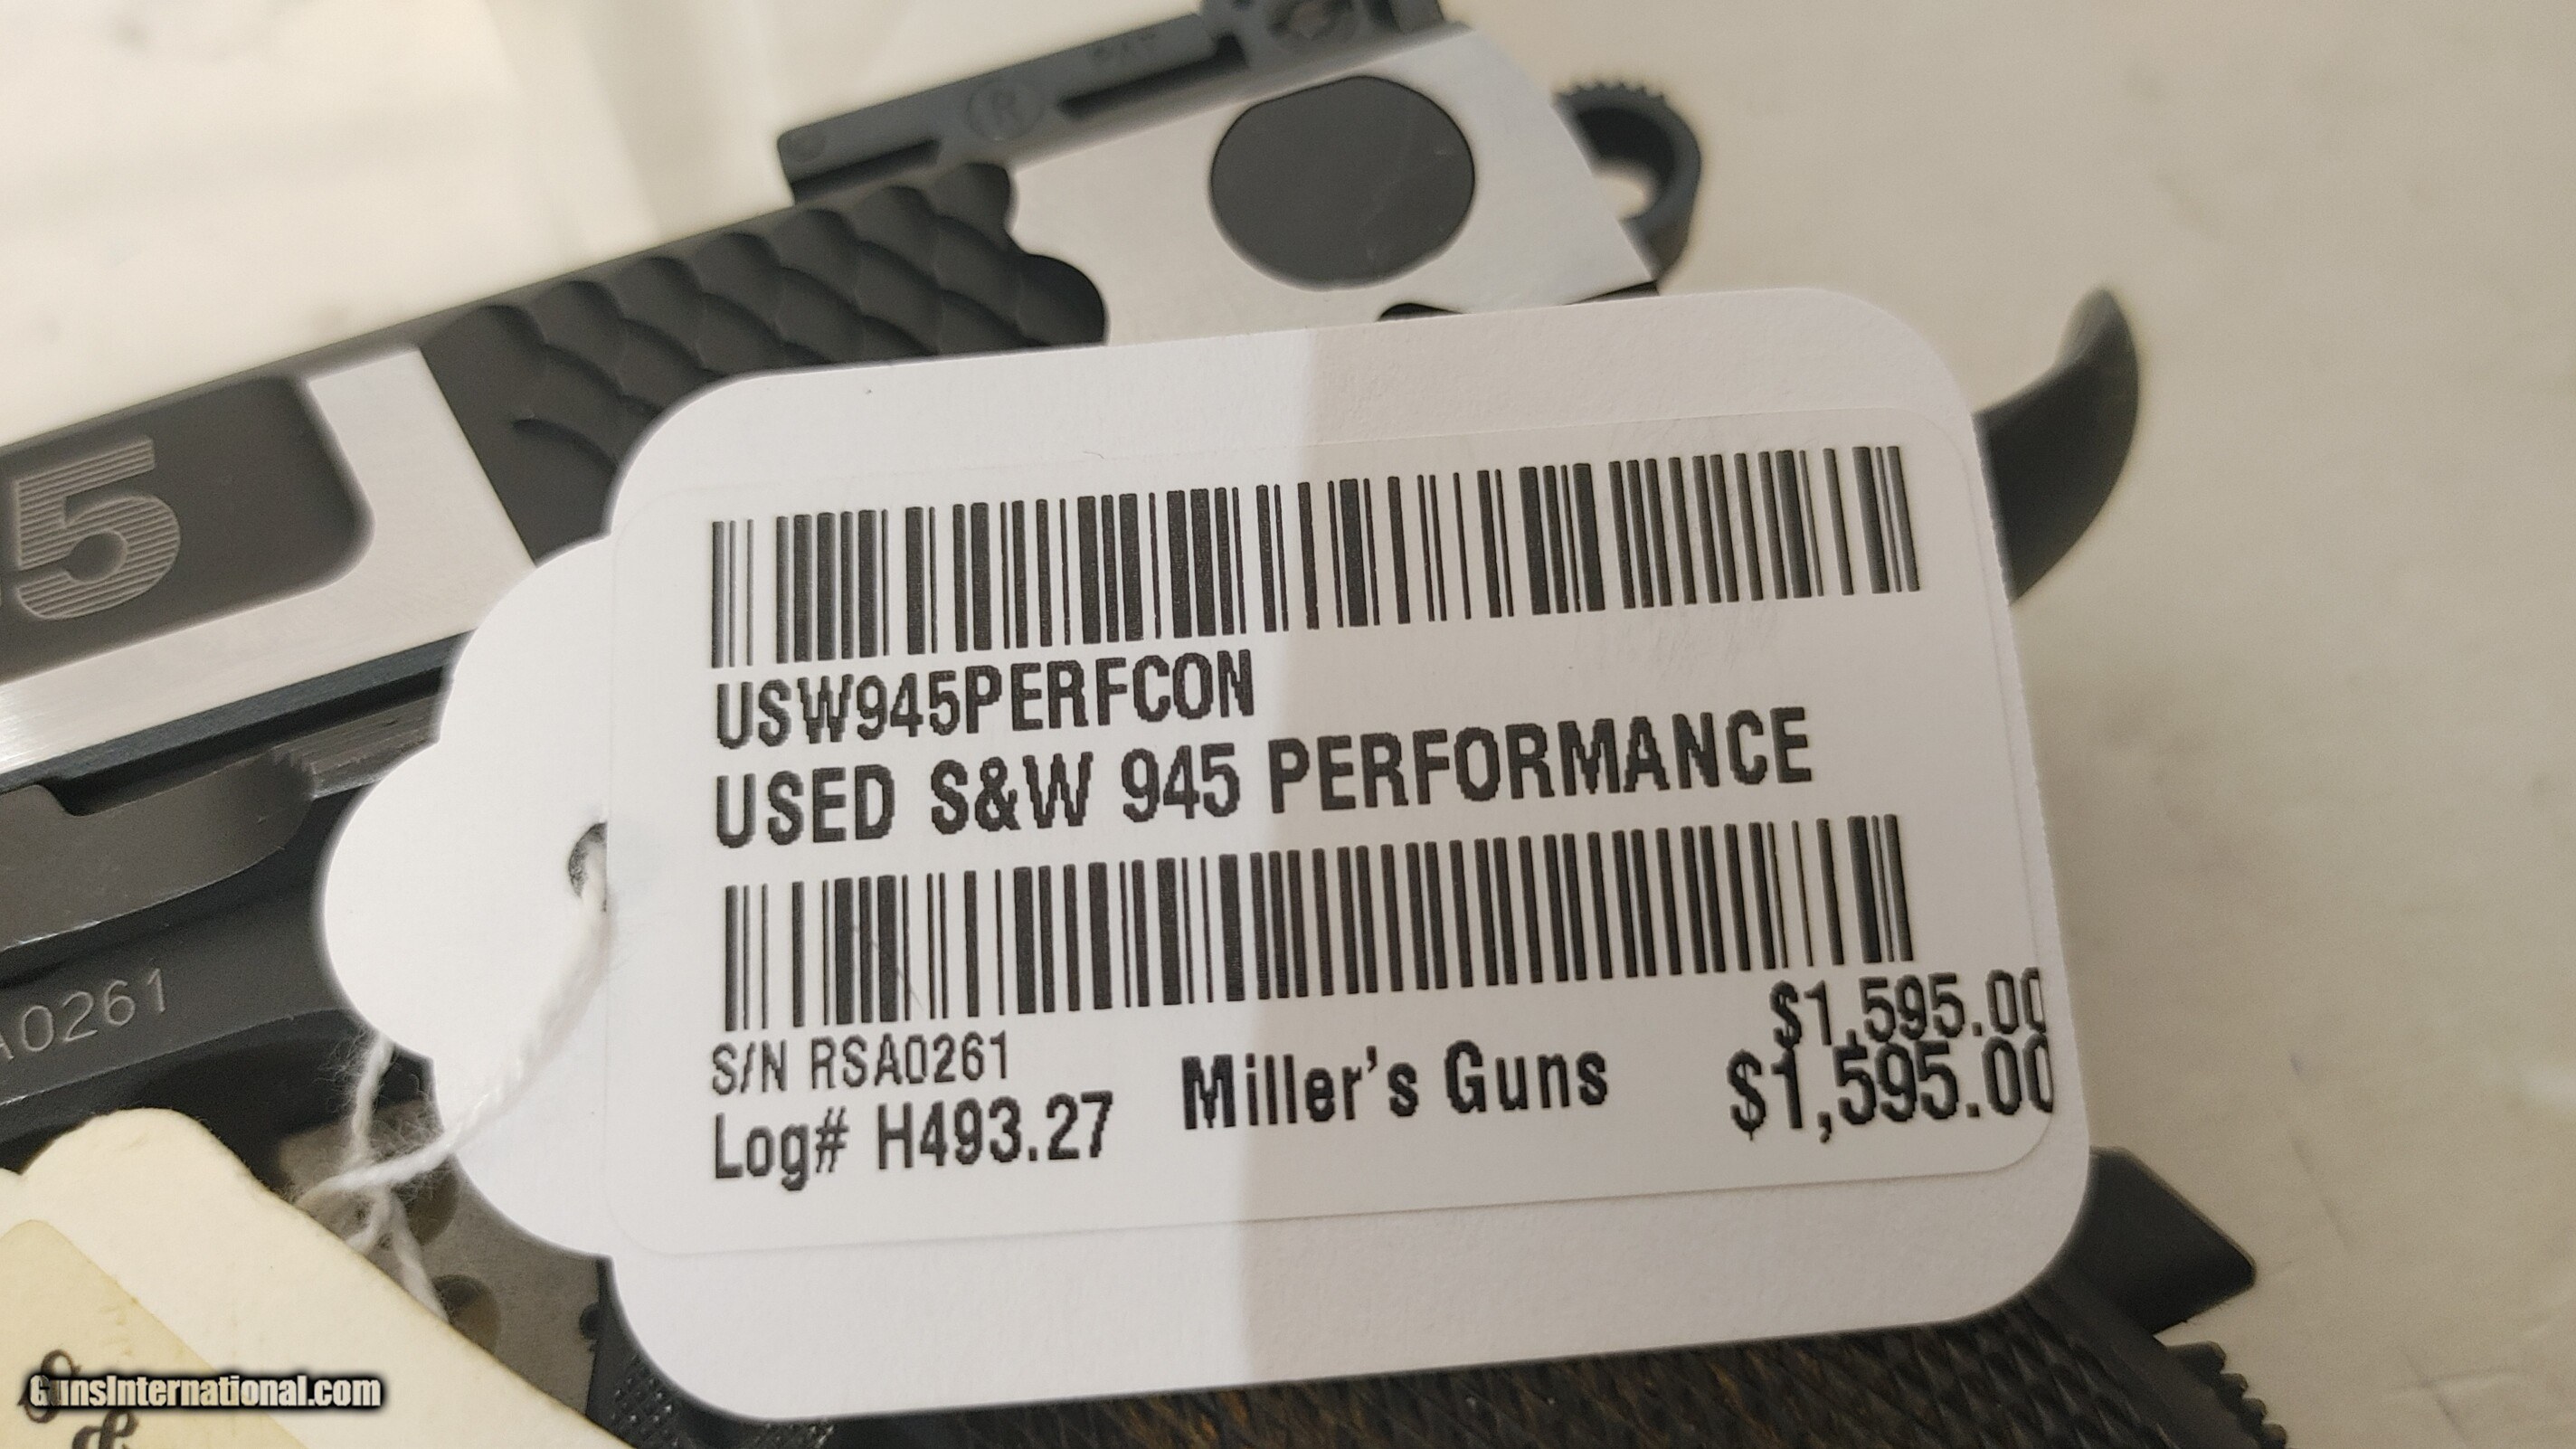 ®
5
A0261
USW945PERFCON
USED S&W 945 PERFORMANCE
S/N RSA0261
$1,595.00
Log# H493.27
Miller's Guns
$1,595.00
GunsInternational.com
&